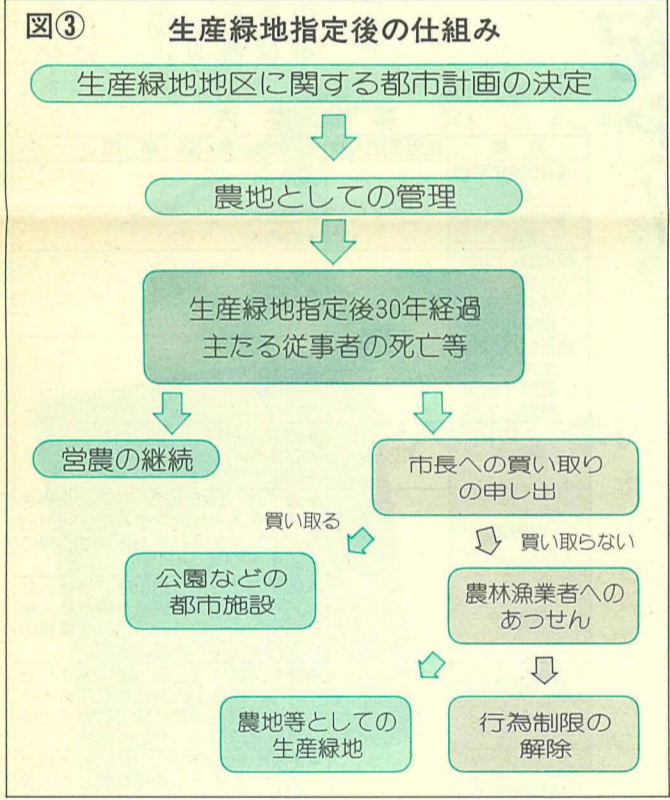 図③ 生産緑地指定後の仕組み
生産緑地地区に関する都市計画の決定
農地としての管理
生産緑地指定後30年経過
主たる従事者の死亡等
営農の継続
市長への買い取り
の申し出
買い取る
買い取らない
公園などの
都市施設
農林漁業者への
あっせん
農地等としての
生産緑地
行為制限の
解除